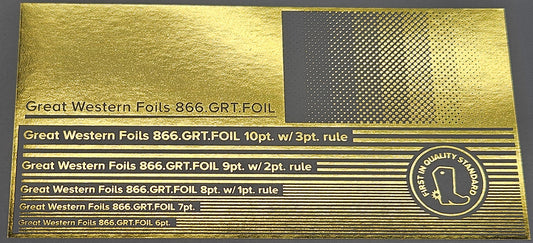 Great Western Foils 866.GRT.FOIL
Great Western Foils 866.GRT.FOIL 10pt. w/ 3pt. rule
Great Western Foils 866.GRT.FOIL 9pt. w/ 2pt. rule
Great Western Foils 866.GRT.FOIL 8pt. w/ 1pt. rule
Great Western Foils 866.GRT.FOIL 7pt.
Great Western Foils 866.GRT.FOIL 6pt.
FIRST IN QUALITY STANDARD